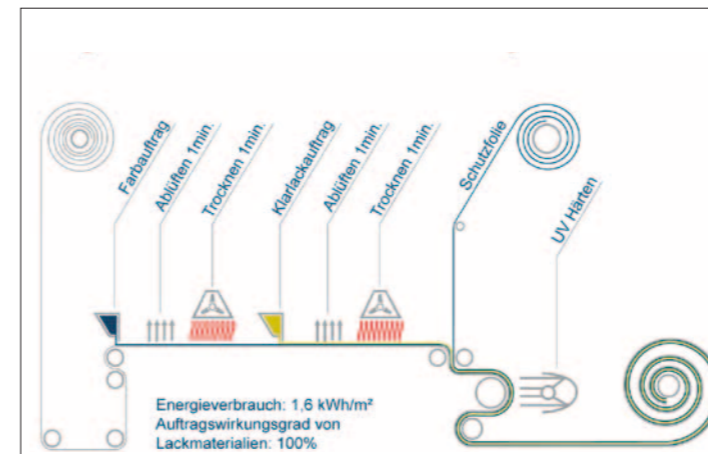 Farbauftrag
Ablüften 1min.
Trocknen 1min.
Klarlackauftrag
Ablüften 1min.
Trocknen 1min.
Schutzfolie
UV Härten
Energieverbrauch: 1,6 kWh/m²
Auftragswirkungsgrad von
Lackmaterialien: 100%